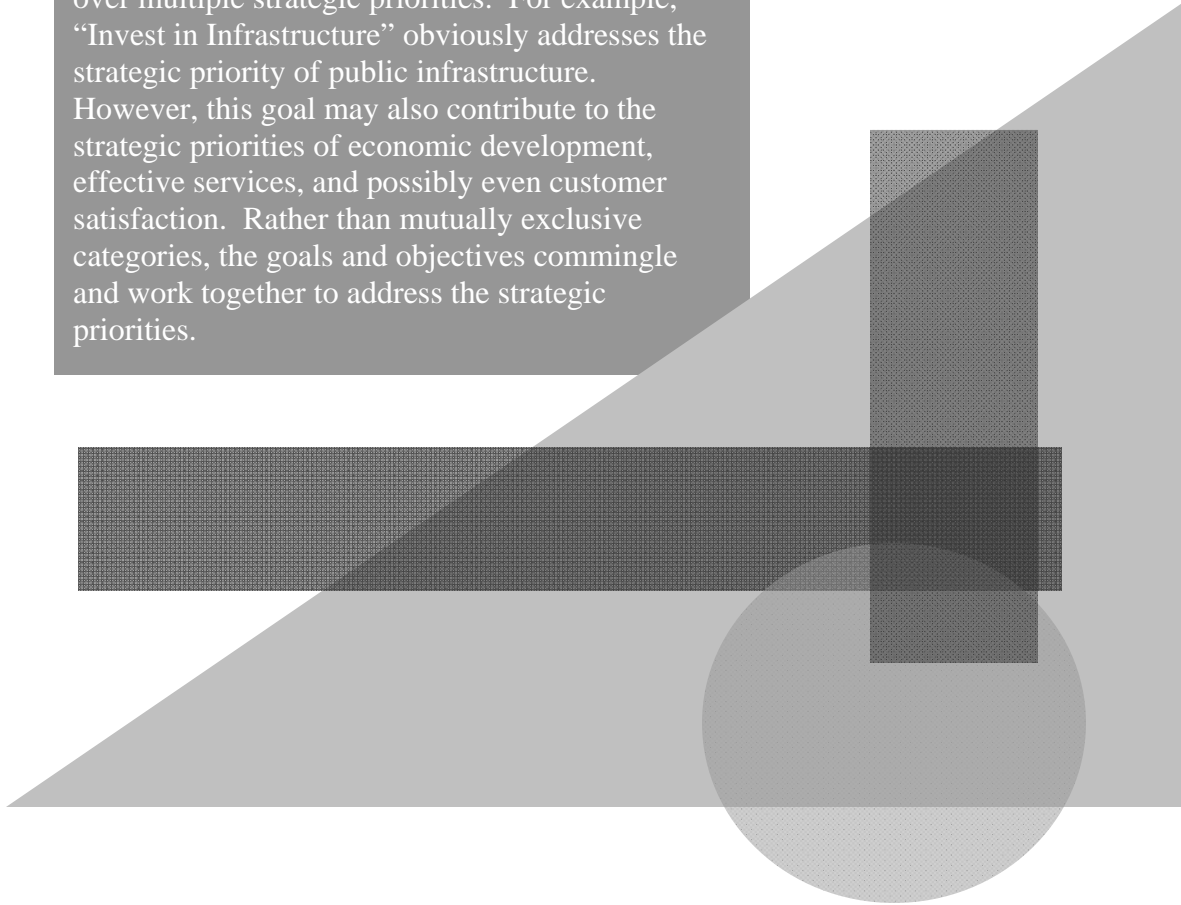 over multiple strategic priorities.  For example,
“Invest in Infrastructure” obviously addresses the
strategic priority of public infrastructure.
However, this goal may also contribute to the
strategic priorities of economic development,
effective services, and possibly even customer
satisfaction.  Rather than mutually exclusive
categories, the goals and objectives commingle
and work together to address the strategic
priorities.